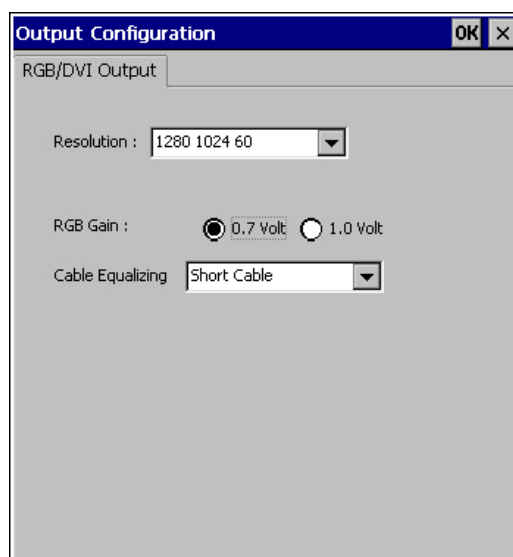 Output Configuration OK ×
RGB/DVI Output
Resolution : 1280 1024 60
RGB Gain : 0.7 Volt 1.0 Volt
Cable Equalizing Short Cable